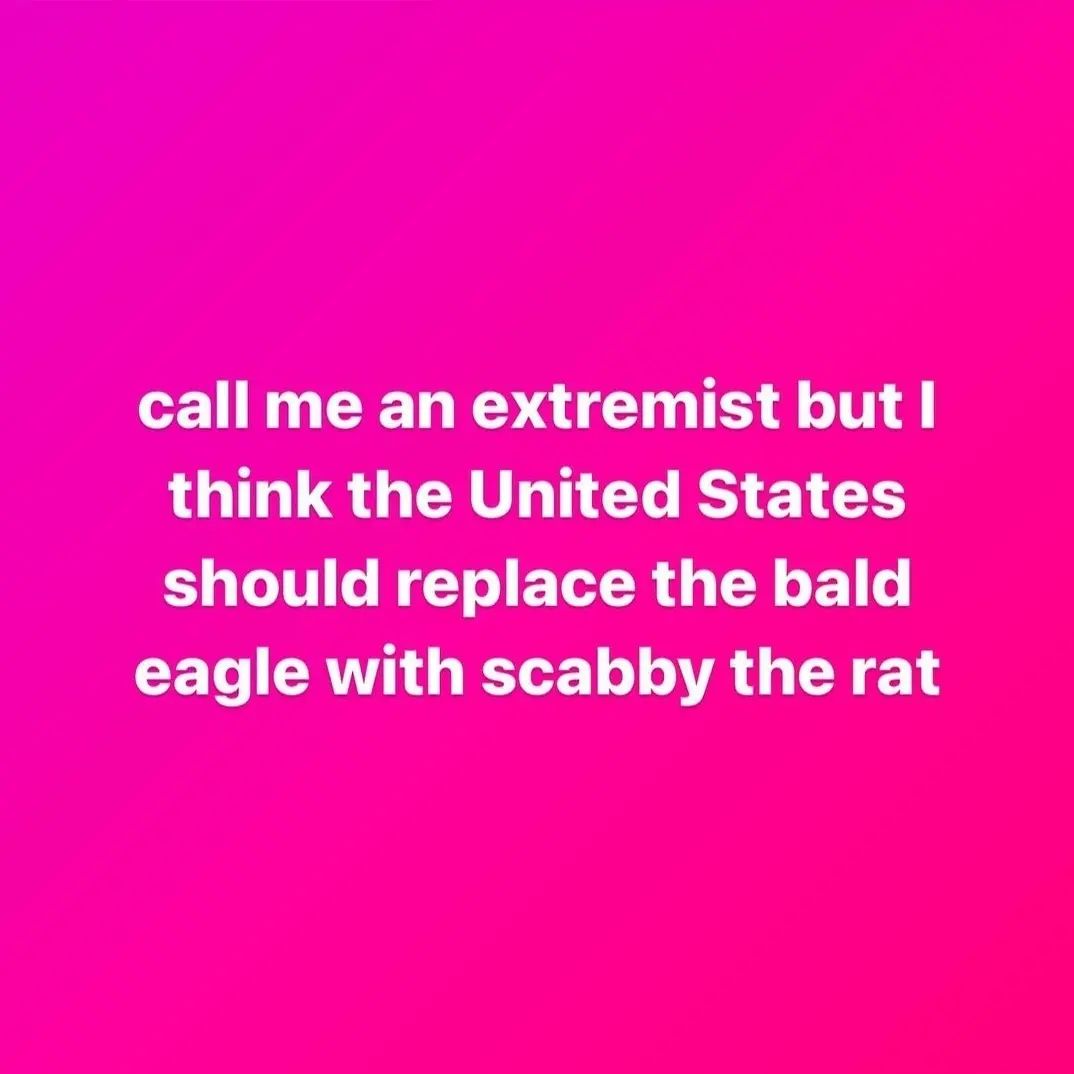 call me an extremist but I
think the United States
should replace the bald
eagle with scabby the rat